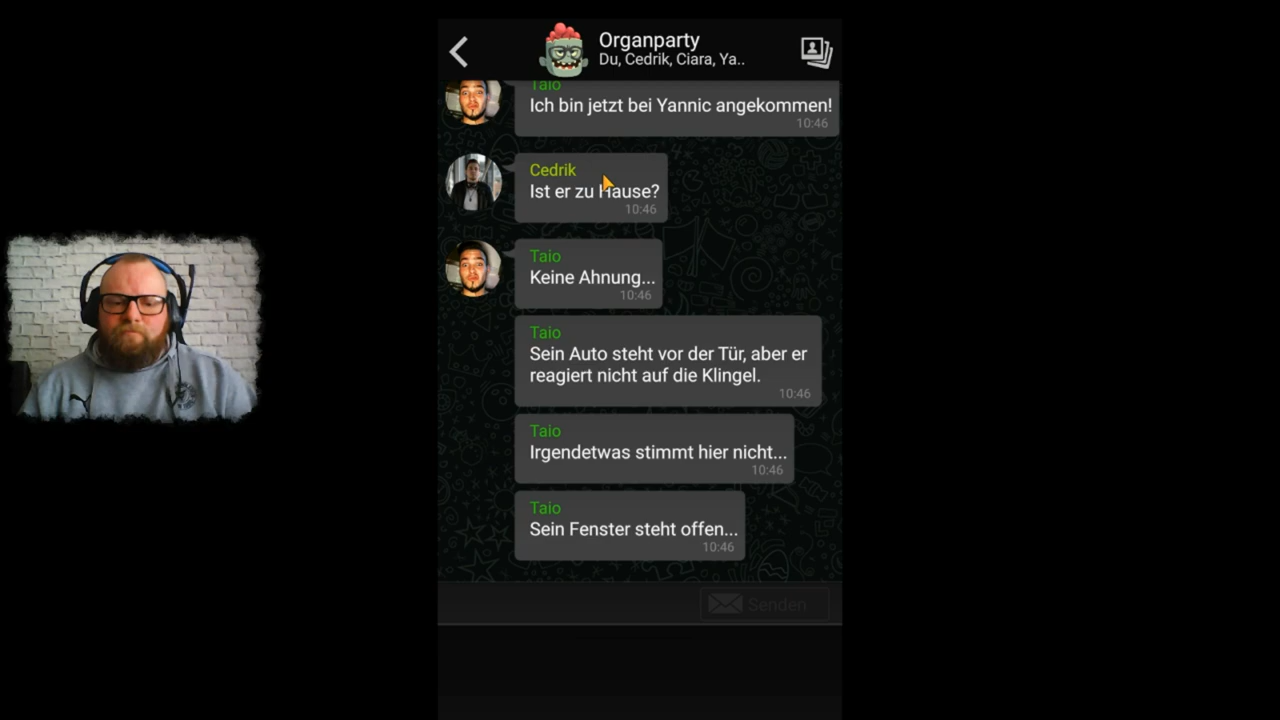 Organparty
Du, Cedrik, Ciara, Ya..
Taio
Ich bin jetzt bei Yannic angekommen!
10:46
Cedrik
Ist er zu Hause?
10:46
Taio
Keine Ahnung...
10:46
Taio
Sein Auto steht vor der Tür, aber er
reagiert nicht auf die Klingel.
10:46
Taio
Irgendetwas stimmt hier nicht...
10:46
Taio
Sein Fenster steht offen...
10:46
Senden